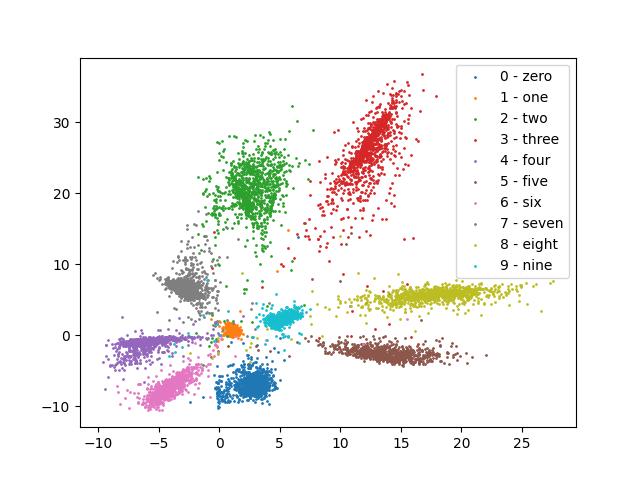 30
20
10
0
−10
−10
−5
0
5
10
15
20
25
0 - zero
1 - one
2 - two
3 - three
4 - four
5 - five
6 - six
7 - seven
8 - eight
9 - nine